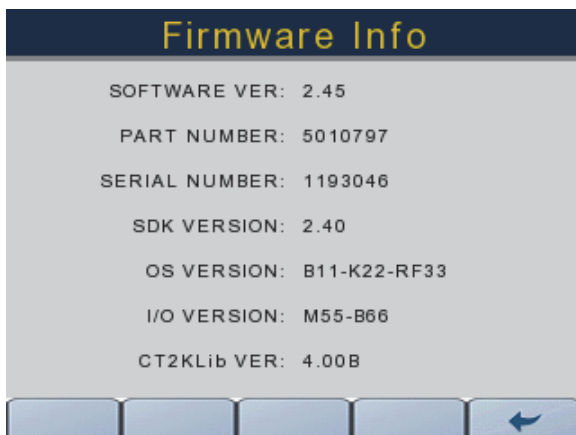 Firmware Info
SOFTWARE VER: 2.45
PART NUMBER: 5010797
SERIAL NUMBER: 1193046
SDK VERSION: 2.40
OS VERSION: B11-K22-RF33
I/O VERSION: M55-B66
CT2KLib VER: 4.00B